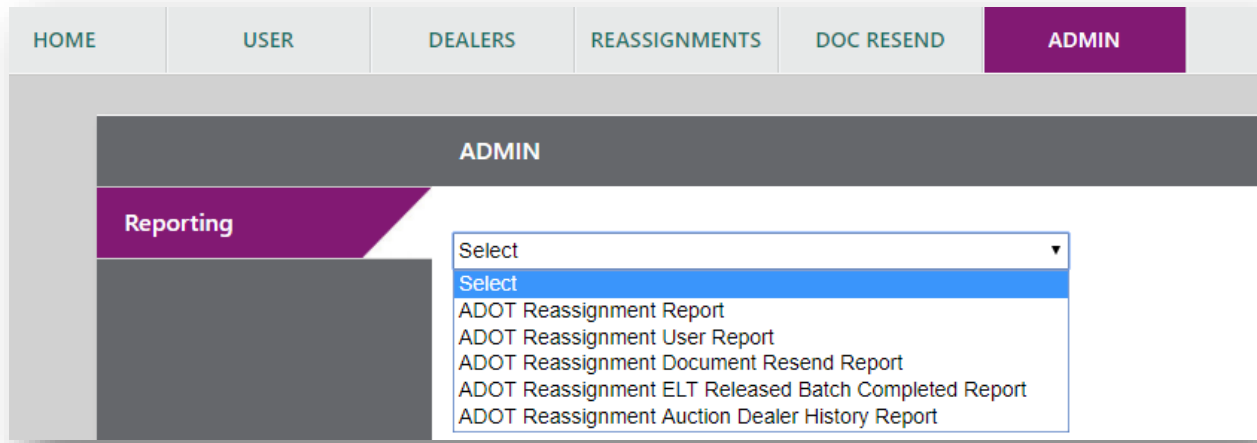 HOME USER DEALERS REASSIGNMENTS DOC RESEND ADMIN
ADMIN
Reporting
Select
Select
ADOT Reassignment Report
ADOT Reassignment User Report
ADOT Reassignment Document Resend Report
ADOT Reassignment ELT Released Batch Completed Report
ADOT Reassignment Auction Dealer History Report